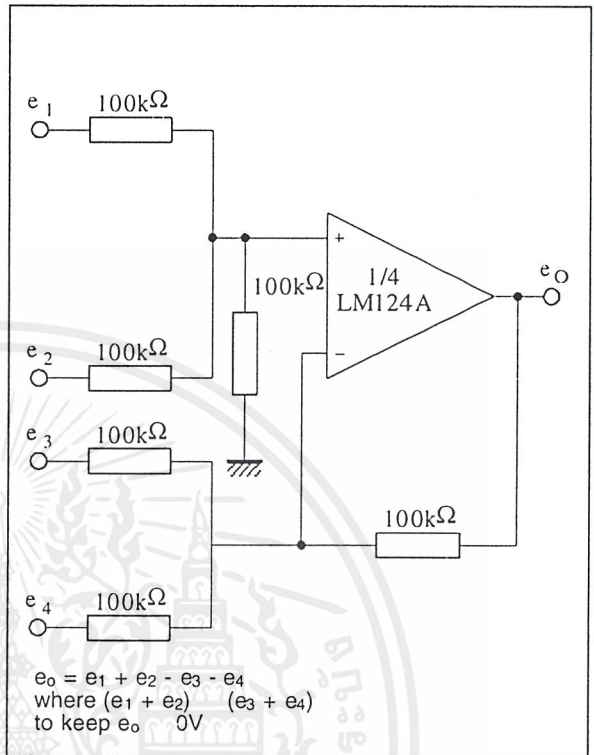 e1 100kΩ
+
100kΩ
1/4
LM124A
eO
−
e2 100kΩ
e3 100kΩ
100kΩ
e4 100kΩ
eo = e1 + e2 - e3 - e4
where (e1 + e2) (e3 + e4)
to keep eo 0V